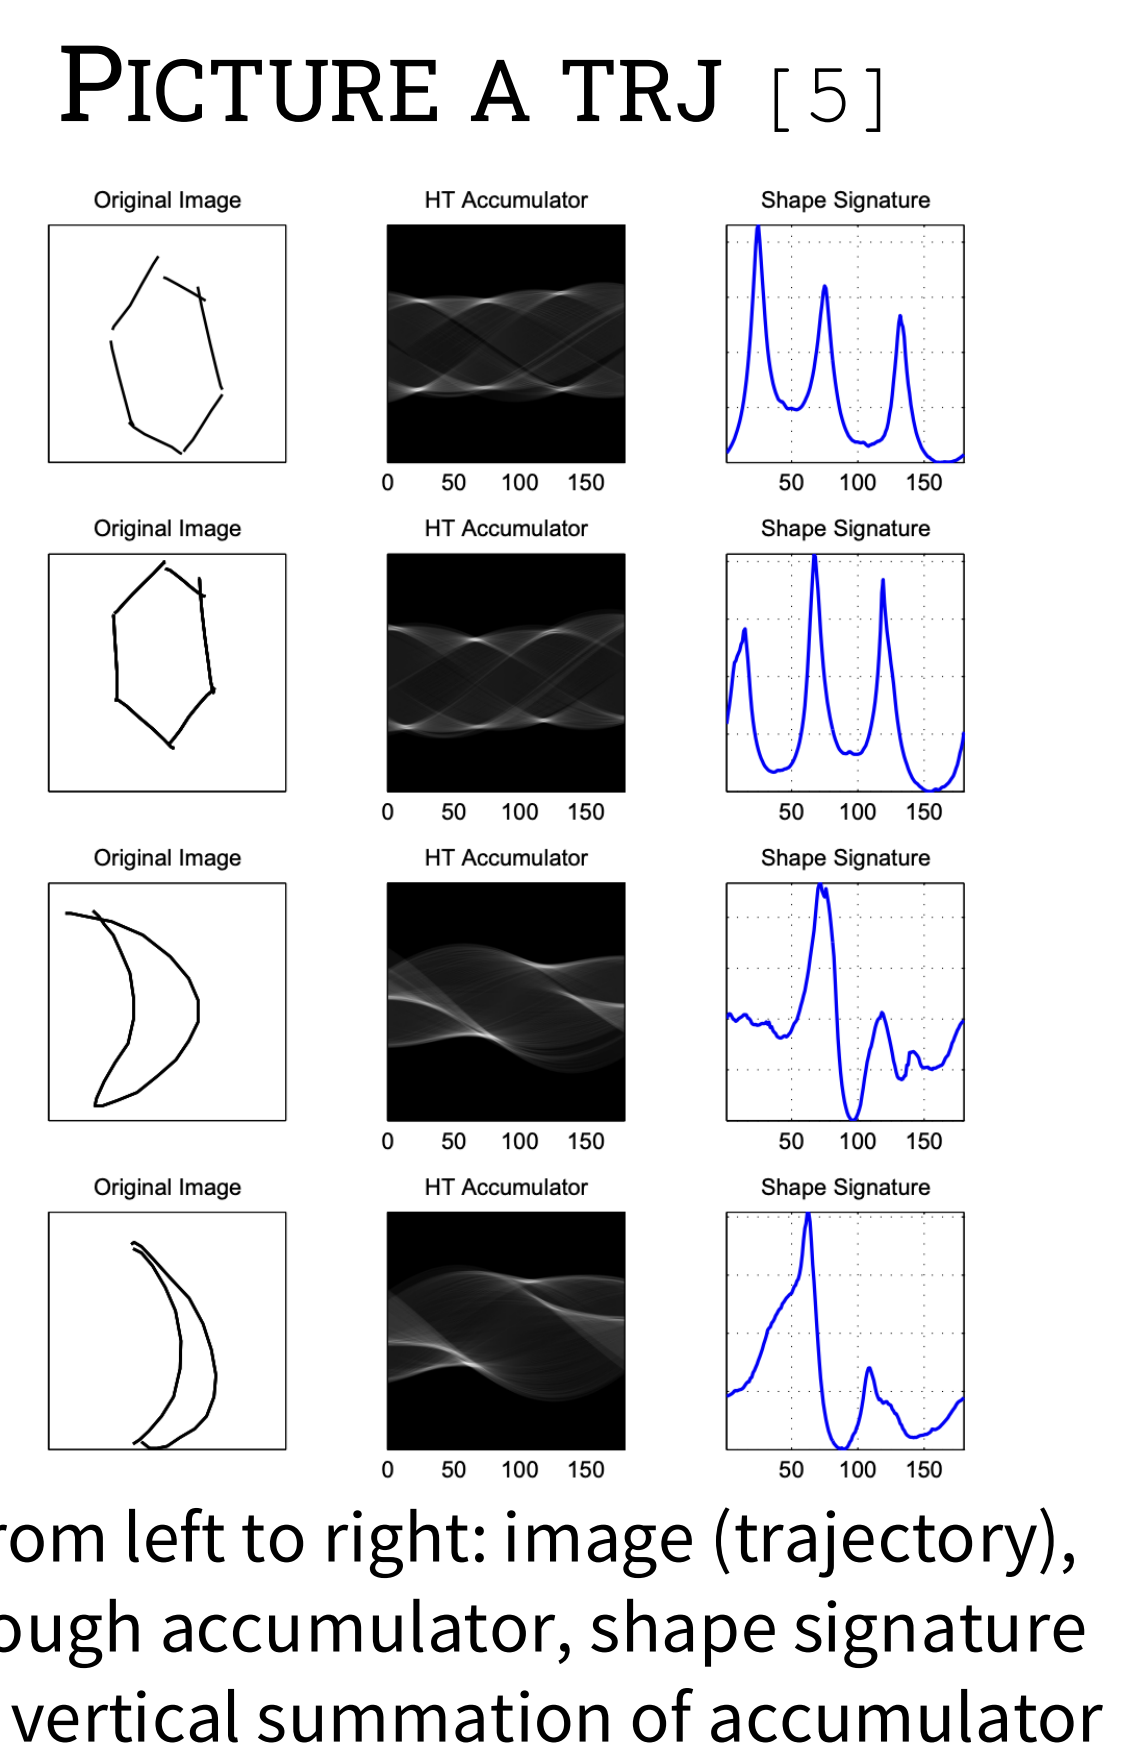 PICTURE A TRJ [5]
Original Image HT Accumulator Shape Signature
0 50 100 150 50 100 150
Original Image HT Accumulator Shape Signature
0 50 100 150 50 100 150
Original Image HT Accumulator Shape Signature
0 50 100 150 50 100 150
Original Image HT Accumulator Shape Signature
0 50 100 150 50 100 150
rom left to right: image (trajectory),
ough accumulator, shape signature
vertical summation of accumulator